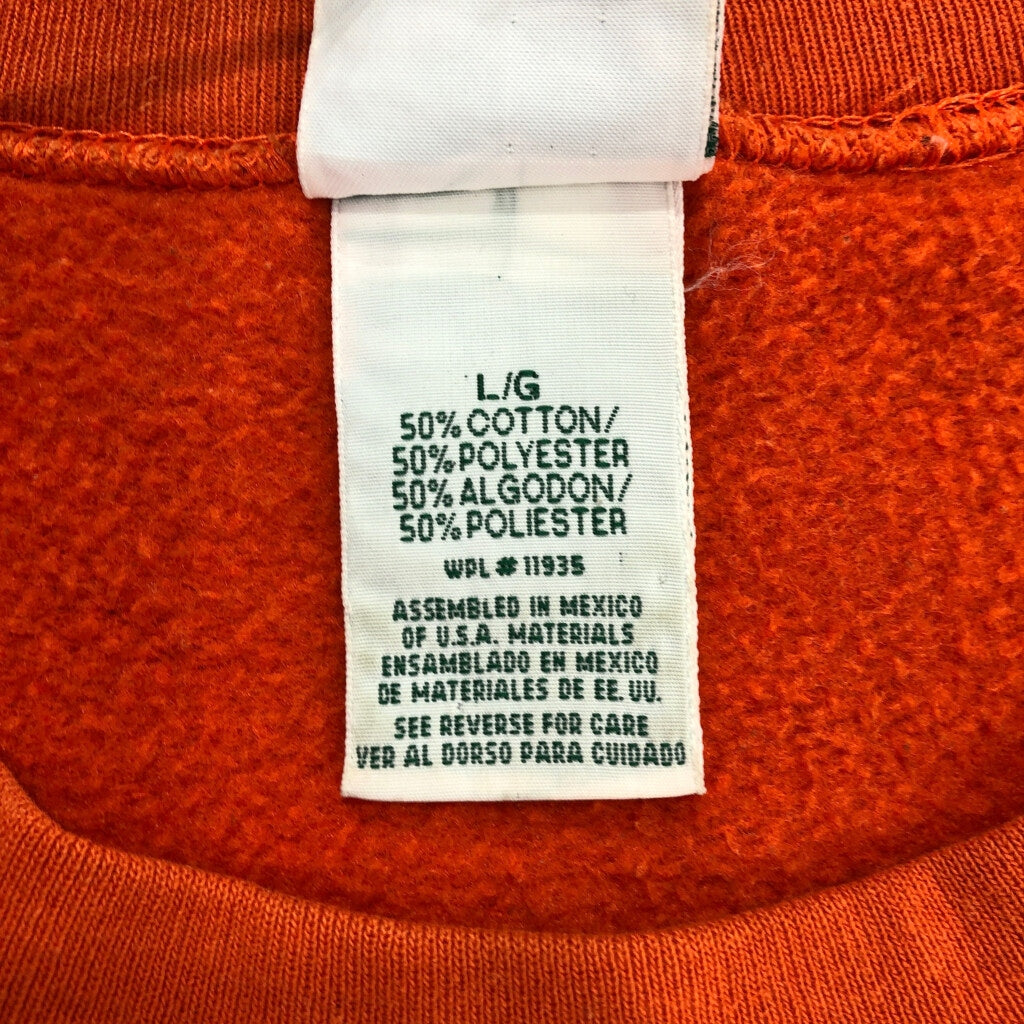 L/G
50% COTTON/
50% POLYESTER
50% ALGODON/
50% POLIESTER
WPL # 11935
ASSEMBLED IN MEXICO
OF U.S.A. MATERIALS
ENSAMBLADO EN MEXICO
DE MATERIALES DE EE. UU.
SEE REVERSE FOR CARE
VER AL DORSO PARA CUIDADO